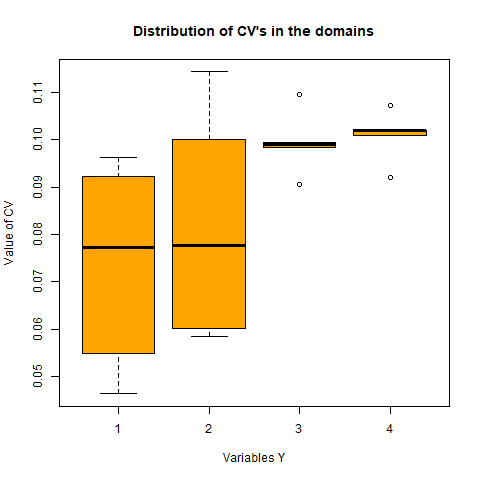 Distribution of CV's in the domains
Value of CV
0.11
0.10
0.09
0.08
0.07
0.06
0.05
1 2 3 4
Variables Y